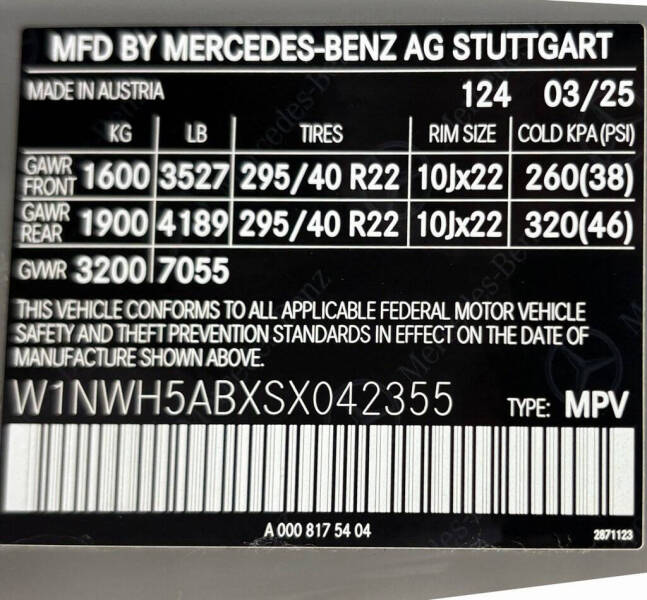 MFD BY MERCEDES-BENZ AG STUTTGART
MADE IN AUSTRIA 124 03/25
KG LB TIRES RIM SIZE COLD KPA (PSI)
GAWR FRONT 1600 3527 295/40 R22 10Jx22 260(38)
GAWR REAR 1900 4189 295/40 R22 10Jx22 320(46)
GVWR 3200 7055
THIS VEHICLE CONFORMS TO ALL APPLICABLE FEDERAL MOTOR VEHICLE
SAFETY AND THEFT PREVENTION STANDARDS IN EFFECT ON THE DATE OF
MANUFACTURE SHOWN ABOVE.
W1NWH5ABXSX042355 TYPE: MPV
A 000 817 54 04
2871123